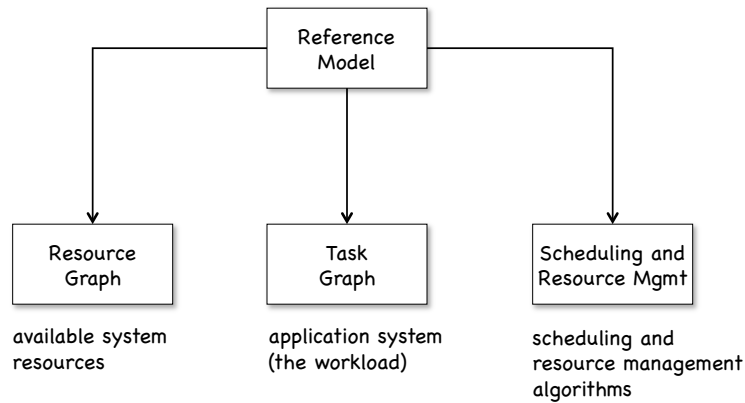 Reference
Model
Resource
Graph
Task
Graph
Scheduling and
Resource Mgmt
available system
resources
application system
(the workload)
scheduling and
resource management
algorithms